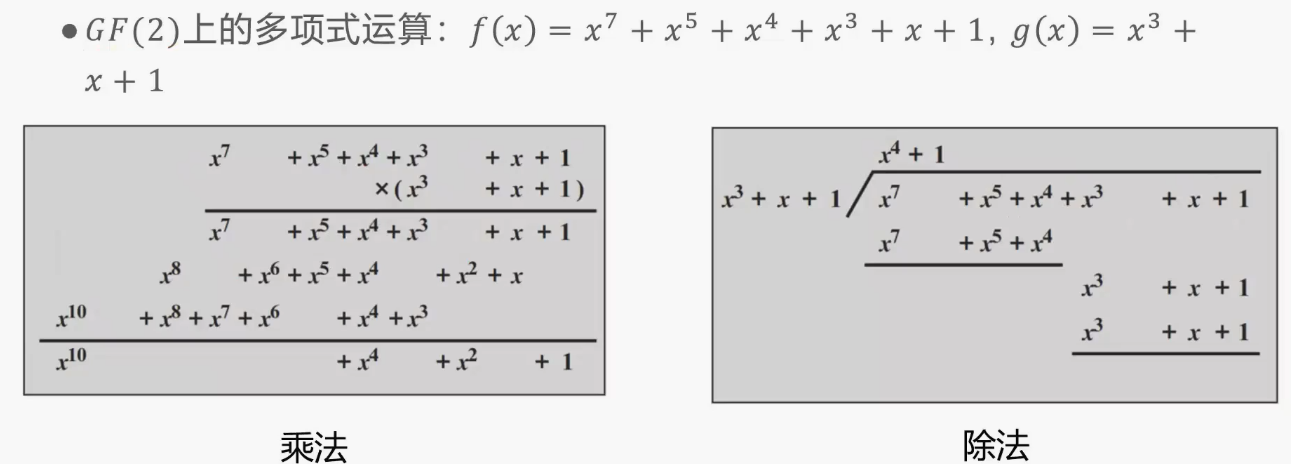 ●GF(2)上的多项式运算：f(x) = x⁷ + x⁵ + x⁴ + x³ + x + 1, g(x) = x³ +
x + 1
x⁷ + x⁵ + x⁴ + x³ + x + 1
×(x³ + x + 1)
x⁷ + x⁵ + x⁴ + x³ + x + 1
x⁸ + x⁶ + x⁵ + x⁴ + x² + x
x¹⁰ + x⁸ + x⁷ + x⁶ + x⁴ + x³
x¹⁰ + x⁴ + x² + 1
乘法
x⁴ + 1
x³ + x + 1 / x⁷ + x⁵ + x⁴ + x³ + x + 1
x⁷ + x⁵ + x⁴
x³ + x + 1
x³ + x + 1
除法